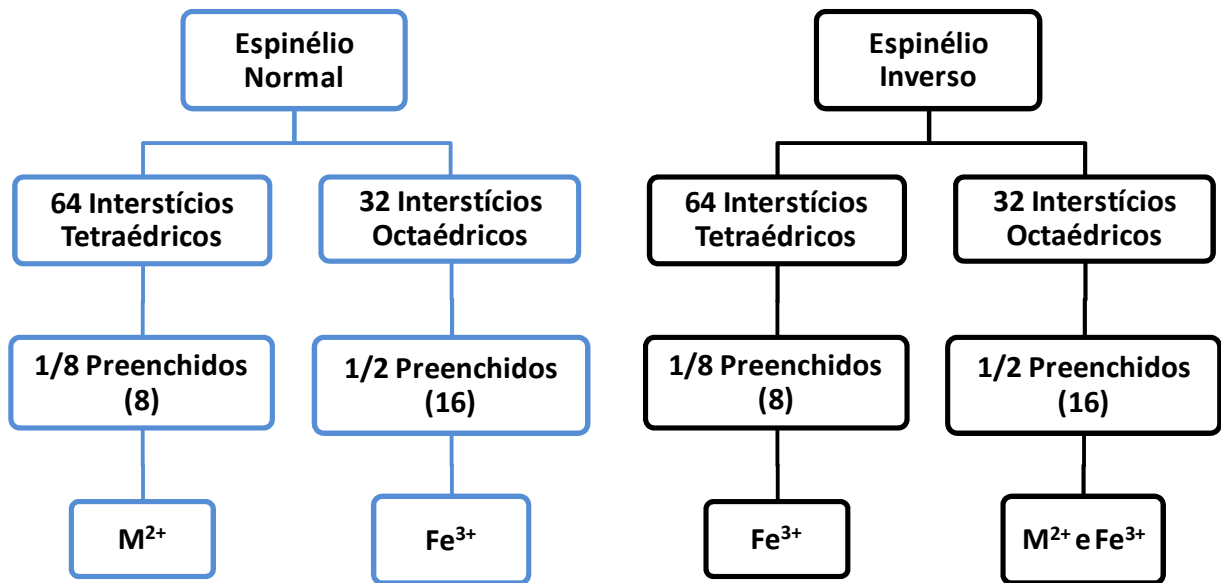 Espinélio
Normal
64 Interstícios
Tetraédricos
32 Interstícios
Octaédricos
1/8 Preenchidos
(8)
1/2 Preenchidos
(16)
M²⁺
Fe³⁺
Espinélio
Inverso
64 Interstícios
Tetraédricos
32 Interstícios
Octaédricos
1/8 Preenchidos
(8)
1/2 Preenchidos
(16)
Fe³⁺
M²⁺ e Fe³⁺